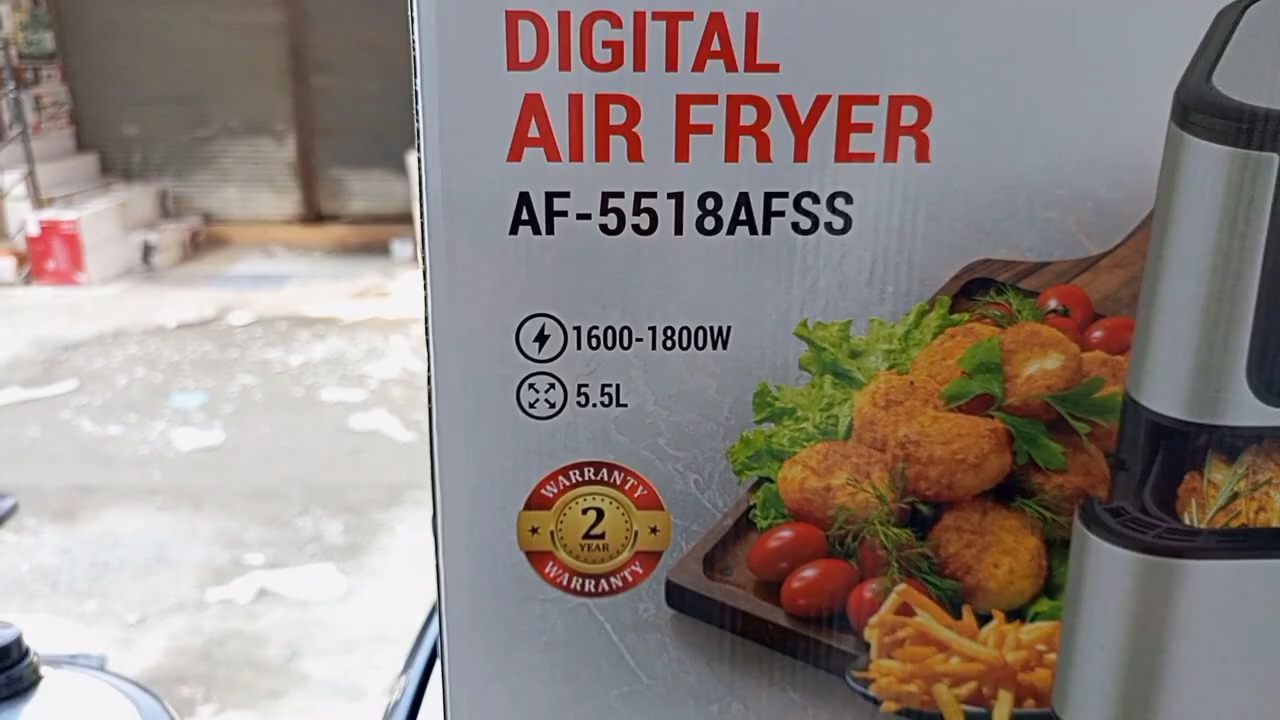 DIGITAL
AIR FRYER
AF-5518AFSS
1600-1800W
5.5L
WARRANTY
2
YEAR
WARRANTY